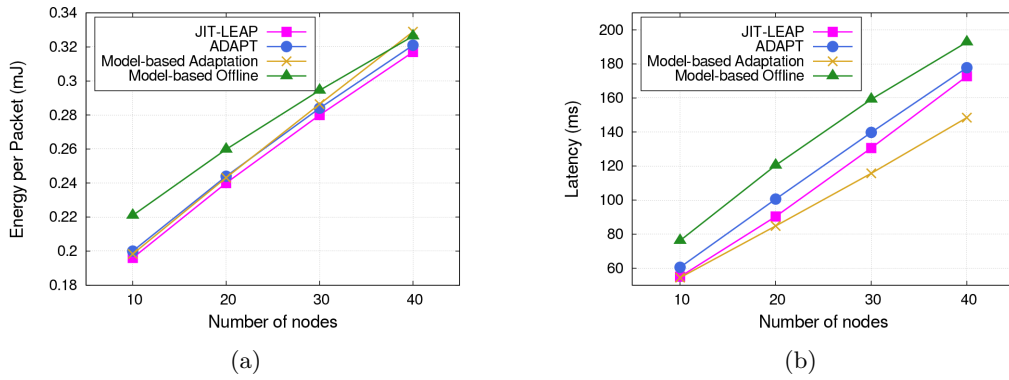 0.34
0.32
0.3
0.28
0.26
0.24
0.22
0.2
0.18
Energy per Packet (mJ)
JIT-LEAP
ADAPT
Model-based Adaptation
Model-based Offline
10 20 30 40
Number of nodes
(a)
200
180
160
140
120
100
80
60
Latency (ms)
JIT-LEAP
ADAPT
Model-based Adaptation
Model-based Offline
10 20 30 40
Number of nodes
(b)